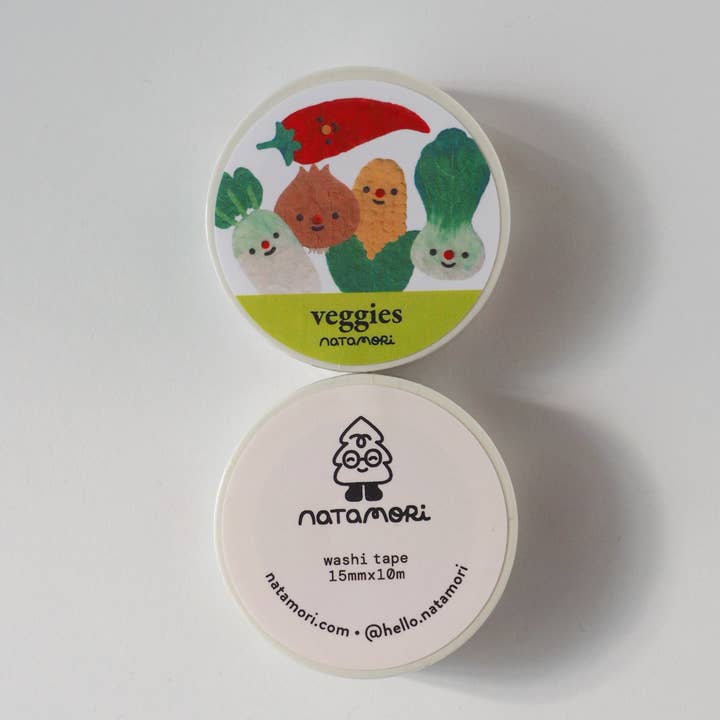 veggies
natamori
natamori
washi tape
15mmx10m
natamori.com • @hello.natamori